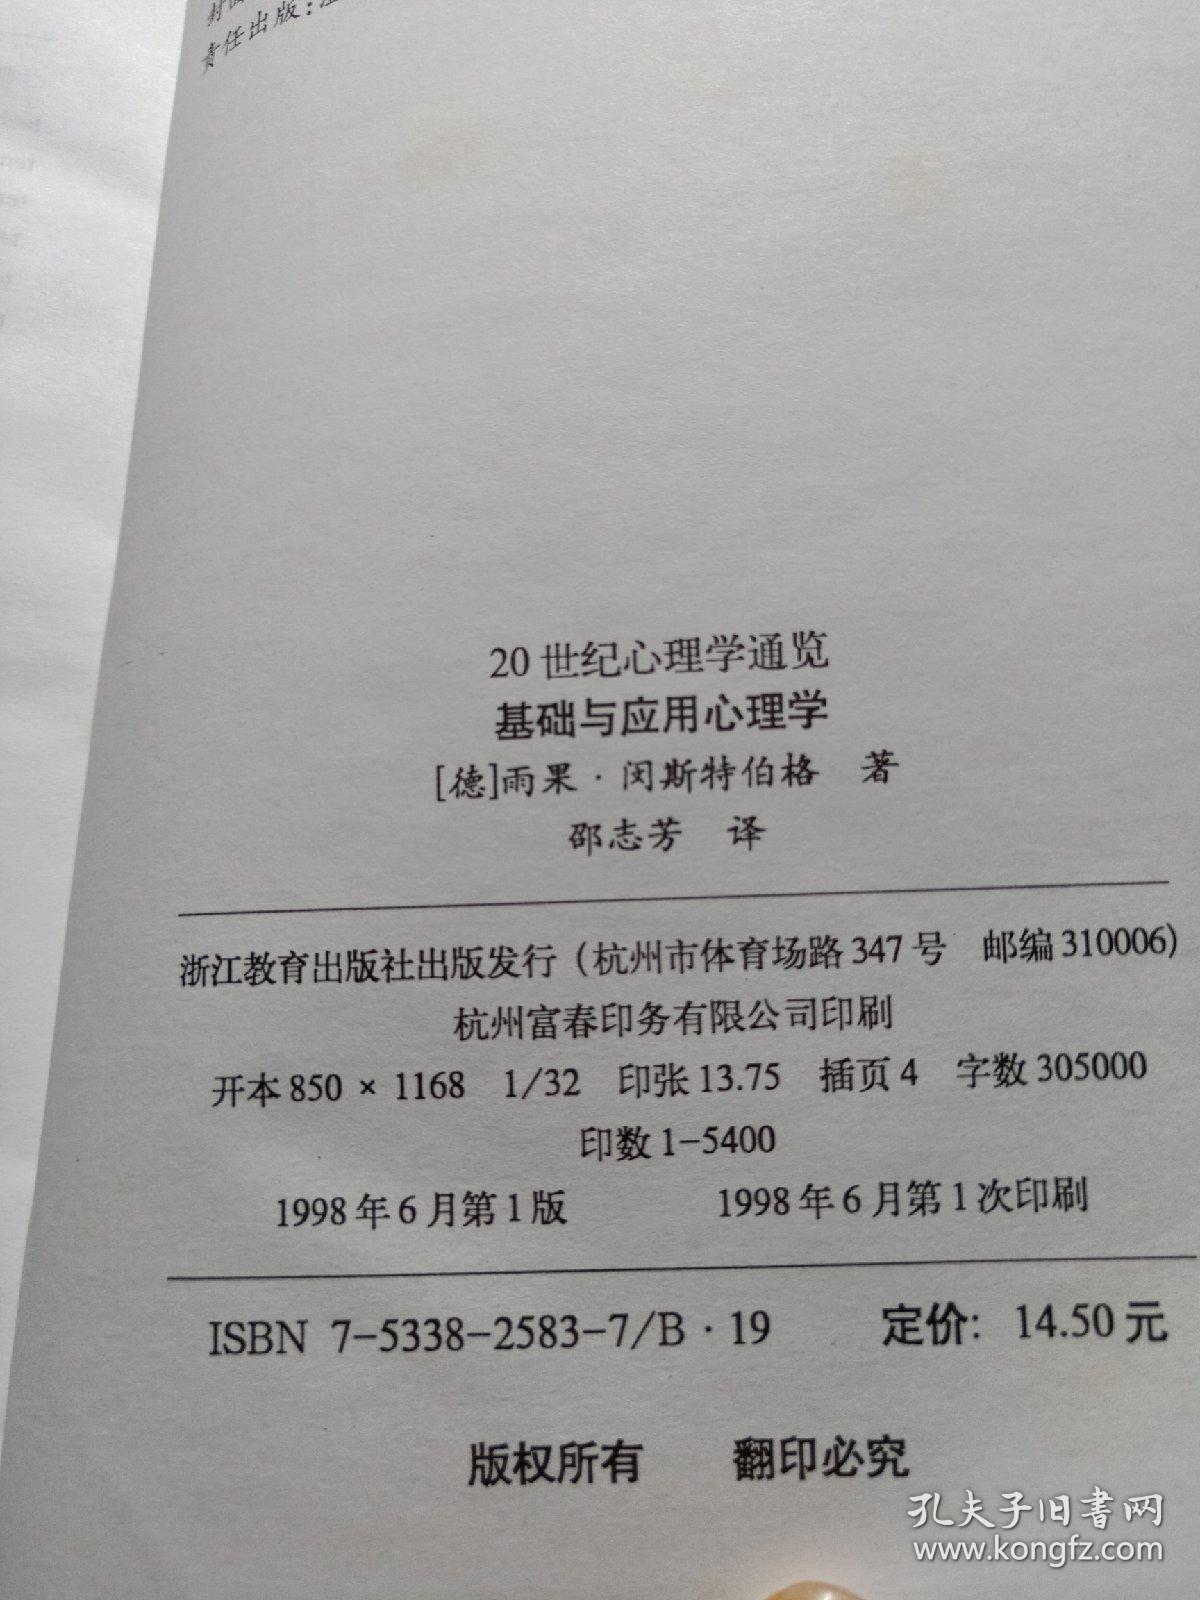 责任出版:
20世纪心理学通览
基础与应用心理学
[德]雨果·闵斯特伯格 著
邵志芳 译
浙江教育出版社出版发行(杭州市体育场路347号 邮编310006)
杭州富春印务有限公司印刷
开本850×1168 1/32 印张13.75 插页4 字数305000
印数1-5400
1998年6月第1版 1998年6月第1次印刷
ISBN 7-5338-2583-7/B·19 定价: 14.50元
版权所有 翻印必究
孔夫子旧书网
www.kongfz.com